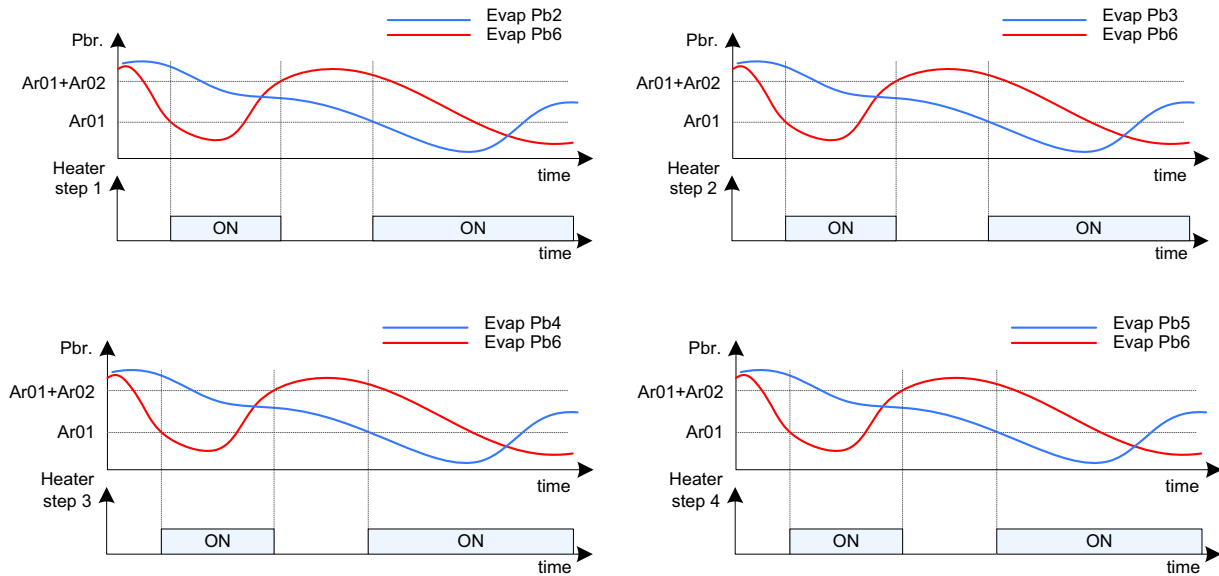 Evap Pb2
Evap Pb6
Pbr.
Ar01+Ar02
Ar01
time
Heater
step 1
ON
ON
time
Evap Pb3
Evap Pb6
Pbr.
Ar01+Ar02
Ar01
time
Heater
step 2
ON
ON
time
Evap Pb4
Evap Pb6
Pbr.
Ar01+Ar02
Ar01
time
Heater
step 3
ON
ON
time
Evap Pb5
Evap Pb6
Pbr.
Ar01+Ar02
Ar01
time
Heater
step 4
ON
ON
time